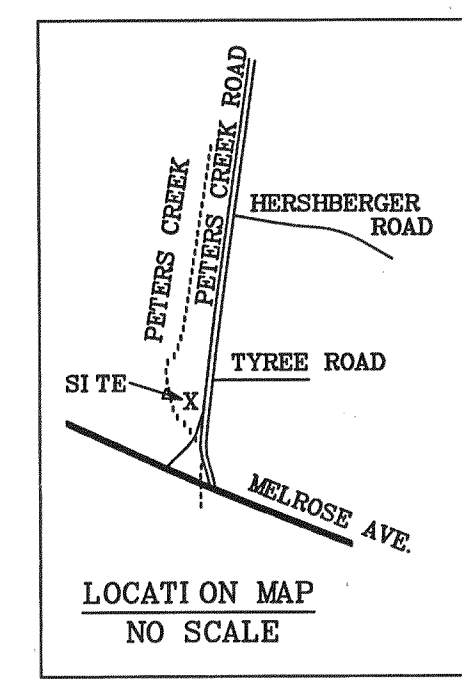 PETERS CREEK ROAD
PETERS CREEK
HERSHBERGER
ROAD
TYREE ROAD
SITE
X
MELROSE AVE.
LOCATION MAP
NO SCALE